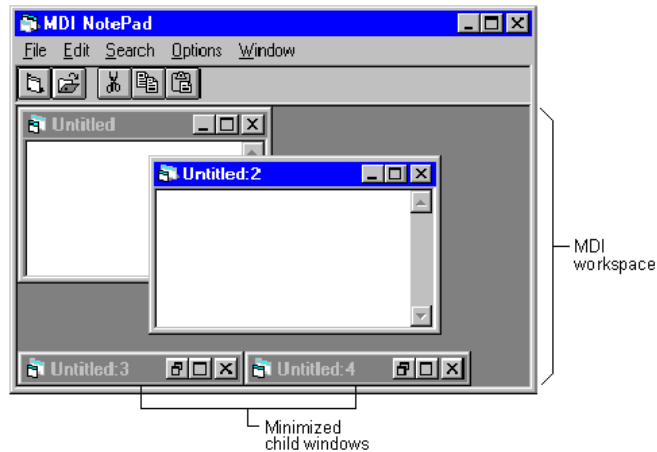 MDI NotePad
File Edit Search Options Window
Untitled
Untitled:2
MDI
workspace
Untitled:3
Untitled:4
Minimized
child windows